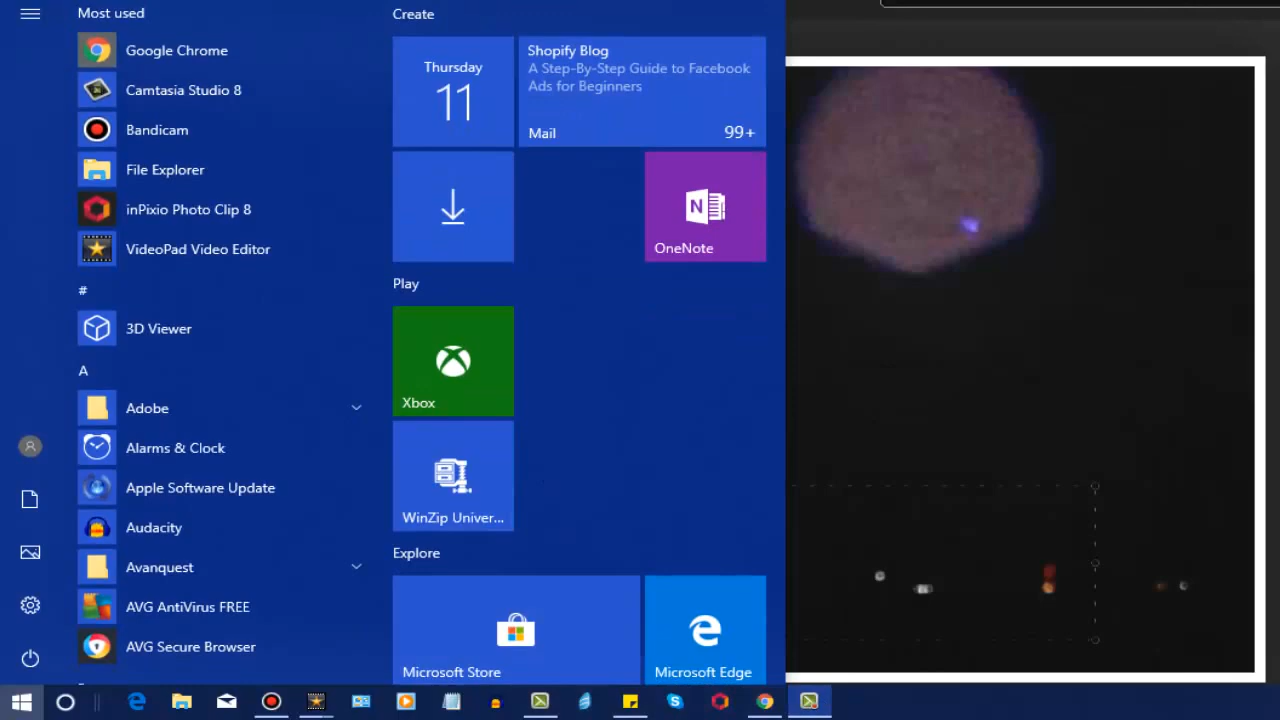 Most used
Google Chrome
Camtasia Studio 8
Bandicam
File Explorer
inPixio Photo Clip 8
VideoPad Video Editor
#
3D Viewer
A
Adobe
Alarms & Clock
Apple Software Update
Audacity
Avanquest
AVG AntiVirus FREE
AVG Secure Browser
Create
Thursday
11
Shopify Blog
A Step-By-Step Guide to Facebook
Ads for Beginners
Mail 99+
N
OneNote
Play
Xbox
WinZip Univer...
Explore
Microsoft Store
Microsoft Edge